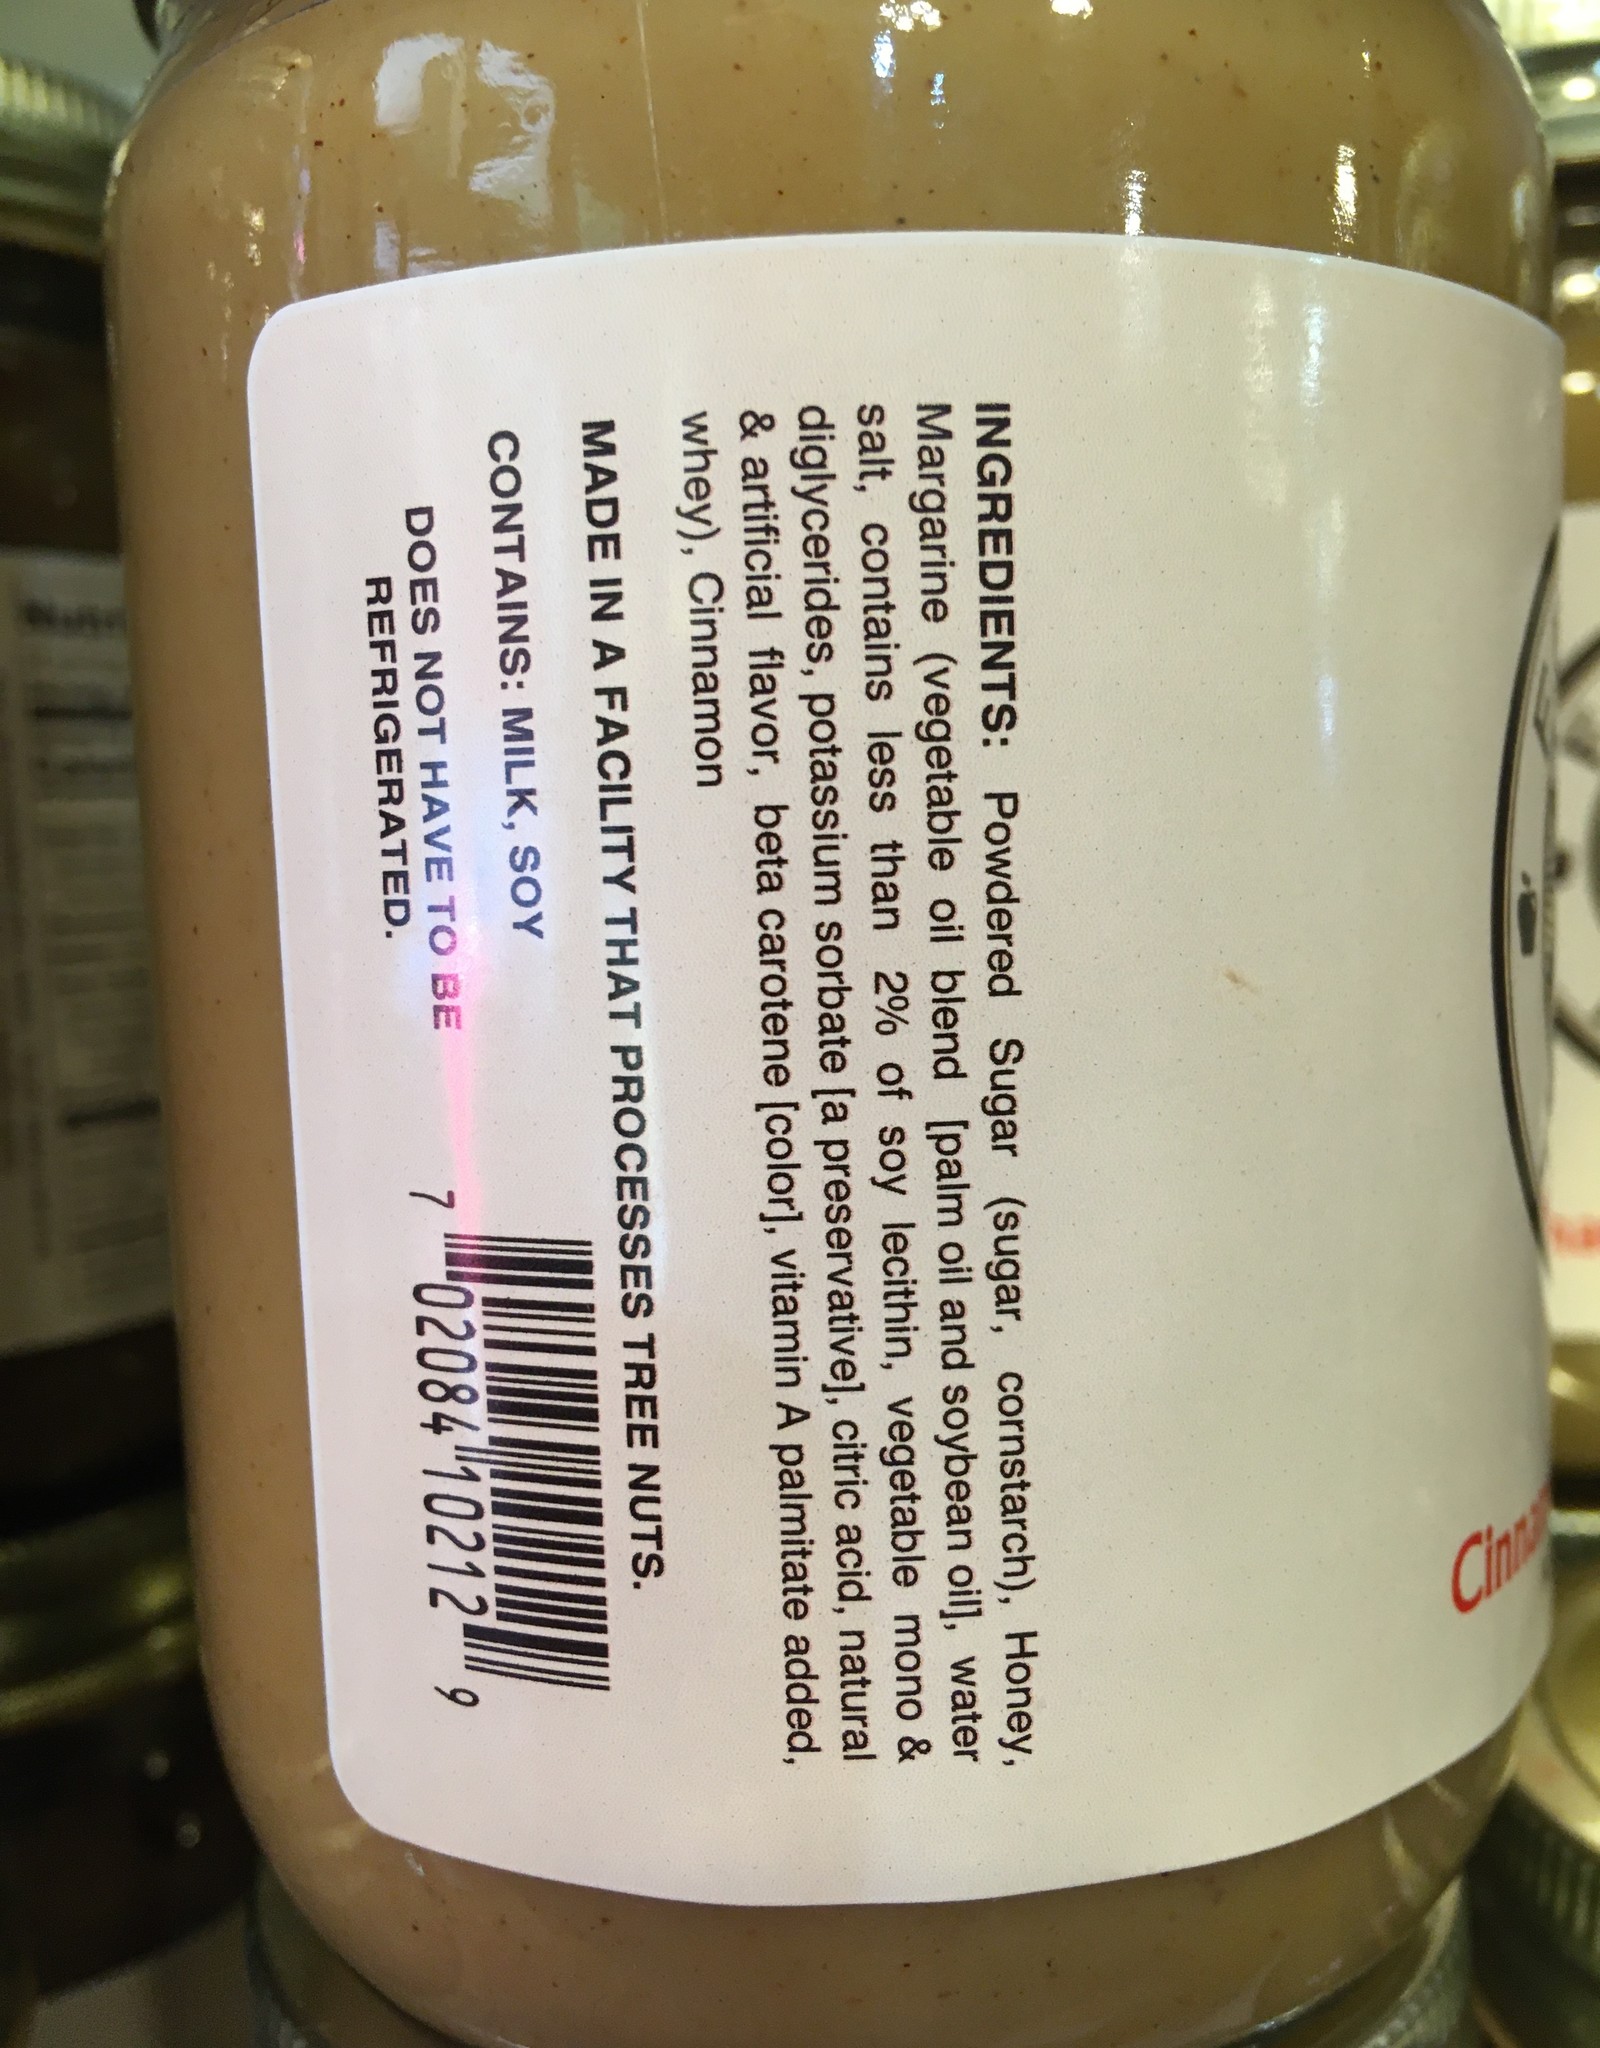 INGREDIENTS: Powdered Sugar (sugar, cornstarch), Honey,
Margarine (vegetable oil blend [palm oil and soybean oil], water
salt, contains less than 2% of soy lecithin, vegetable mono &
diglycerides, potassium sorbate [a preservative], citric acid, natural
& artificial flavor, beta carotene [color], vitamin A palmitate added,
whey), Cinnamon
MADE IN A FACILITY THAT PROCESSES TREE NUTS.
CONTAINS: MILK, SOY
DOES NOT HAVE TO BE
REFRIGERATED.
7 02084 10212 9